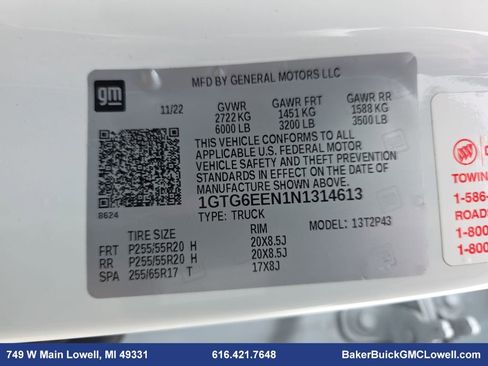 gm
MFD BY GENERAL MOTORS LLC
11/22 GVWR GAWR FRT GAWR RR
2722 KG 1451 KG 1588 KG
6000 LB 3200 LB 3500 LB
THIS VEHICLE CONFORMS TO ALL
APPLICABLE U.S. FEDERAL MOTOR
VEHICLE SAFETY AND THEFT PREVENTION
STANDARDS IN EFFECT ON THE DATE OF
MANUFACTURE SHOWN ABOVE.
8624 1GTG6EEN1N1314613
TYPE: TRUCK MODEL: 13T2P43
TIRE SIZE RIM
FRT P255/55R20 H 20X8.5J
RR P255/55R20 H 20X8.5J
SPA 255/65R17 T 17X8J
TOWIN
1-586-
ROADS
1-800
1-800
749 W Main Lowell, MI 49331 616.421.7648 BakerBuickGMCLowell.com